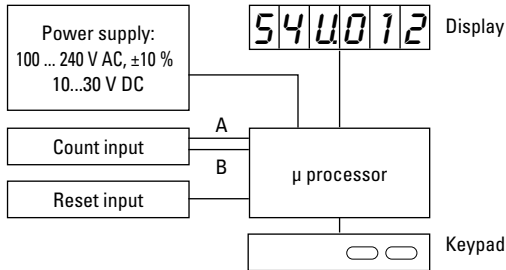 Power supply:
100 ... 240 V AC, ±10 %
10...30 V DC
54U.012
Display
A
Count input
B
µ processor
Reset input
Keypad